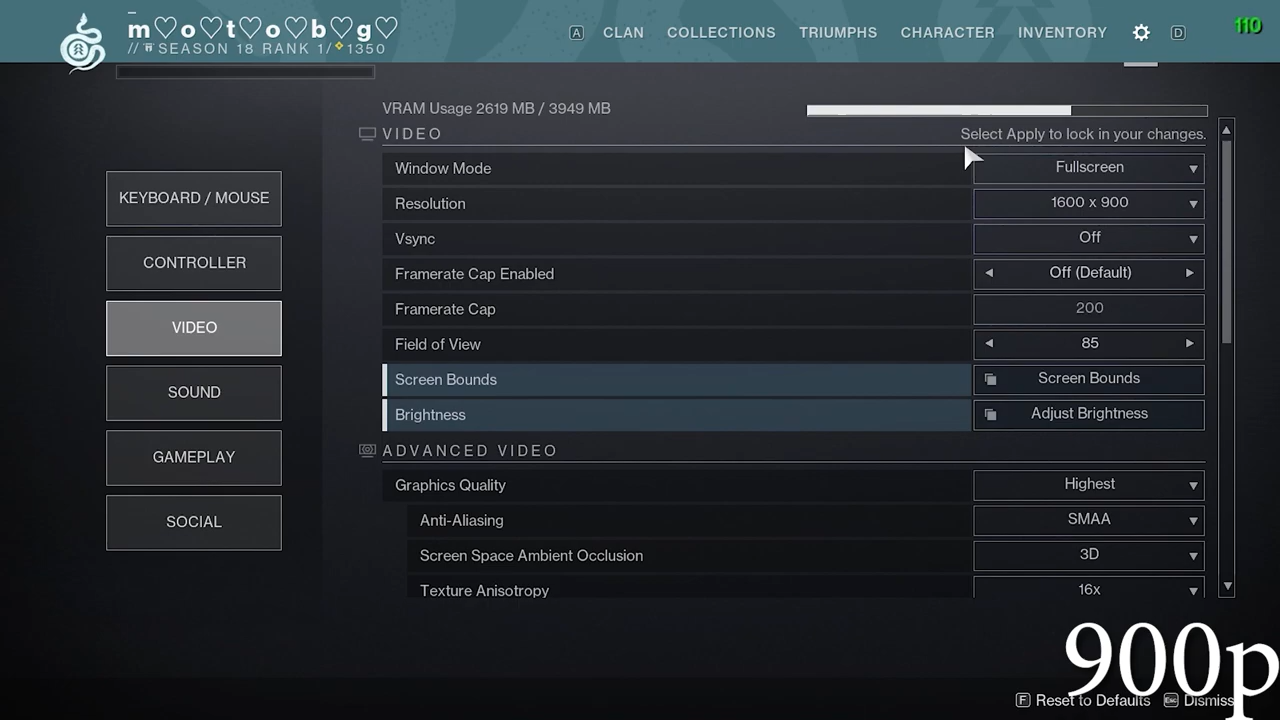 m♡o♡t♡o♡b♡g♡
// SEASON 18 RANK 1/ 1350
A CLAN COLLECTIONS TRIUMPHS CHARACTER INVENTORY D
110
VRAM Usage 2619 MB / 3949 MB
VIDEO
Select Apply to lock in your changes.
Window Mode Fullscreen
Resolution 1600 x 900
Vsync Off
Framerate Cap Enabled Off (Default)
Framerate Cap 200
Field of View 85
Screen Bounds Screen Bounds
Brightness Adjust Brightness
ADVANCED VIDEO
Graphics Quality Highest
Anti-Aliasing SMAA
Screen Space Ambient Occlusion 3D
Texture Anisotropy 16x
KEYBOARD / MOUSE
CONTROLLER
VIDEO
SOUND
GAMEPLAY
SOCIAL
900p
F Reset to Defaults Esc Dismiss